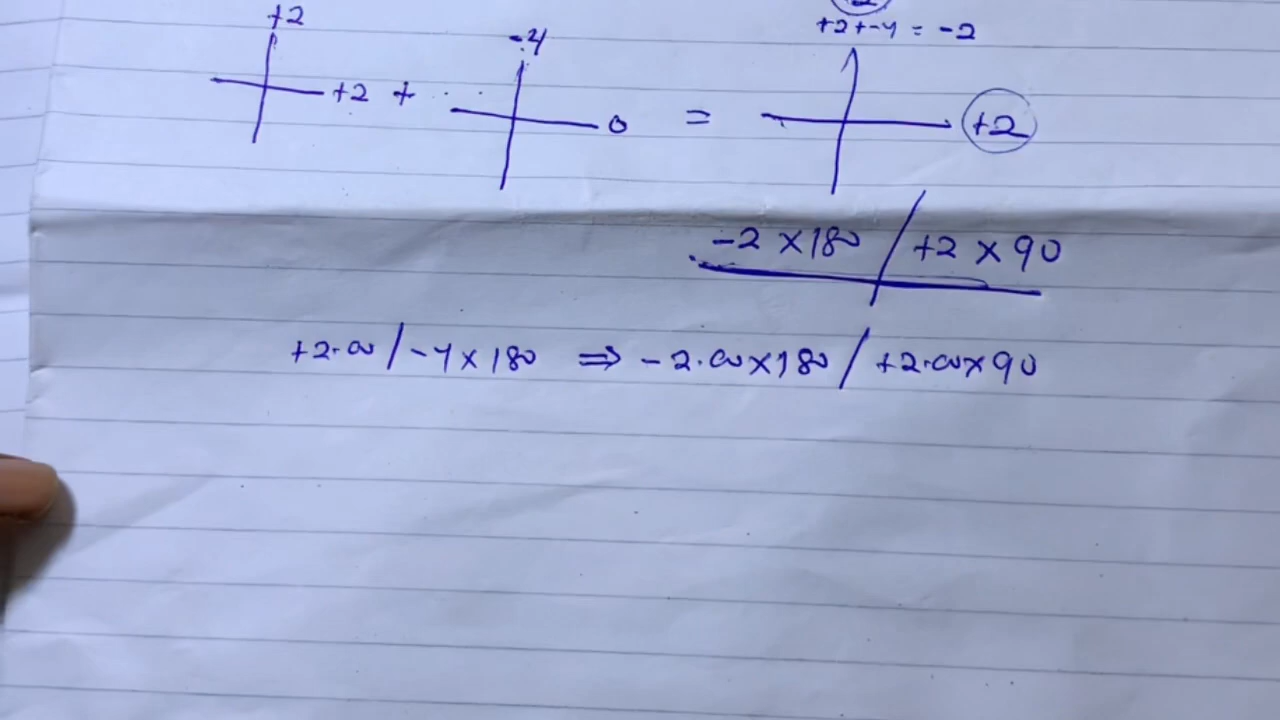 +2
+2+-4 = -2
-4
+2 + 0 = +2
-2 ×180 / +2 × 90
+2.00 / -4 × 180 ⇒ -2.00×180 / +2.00×90